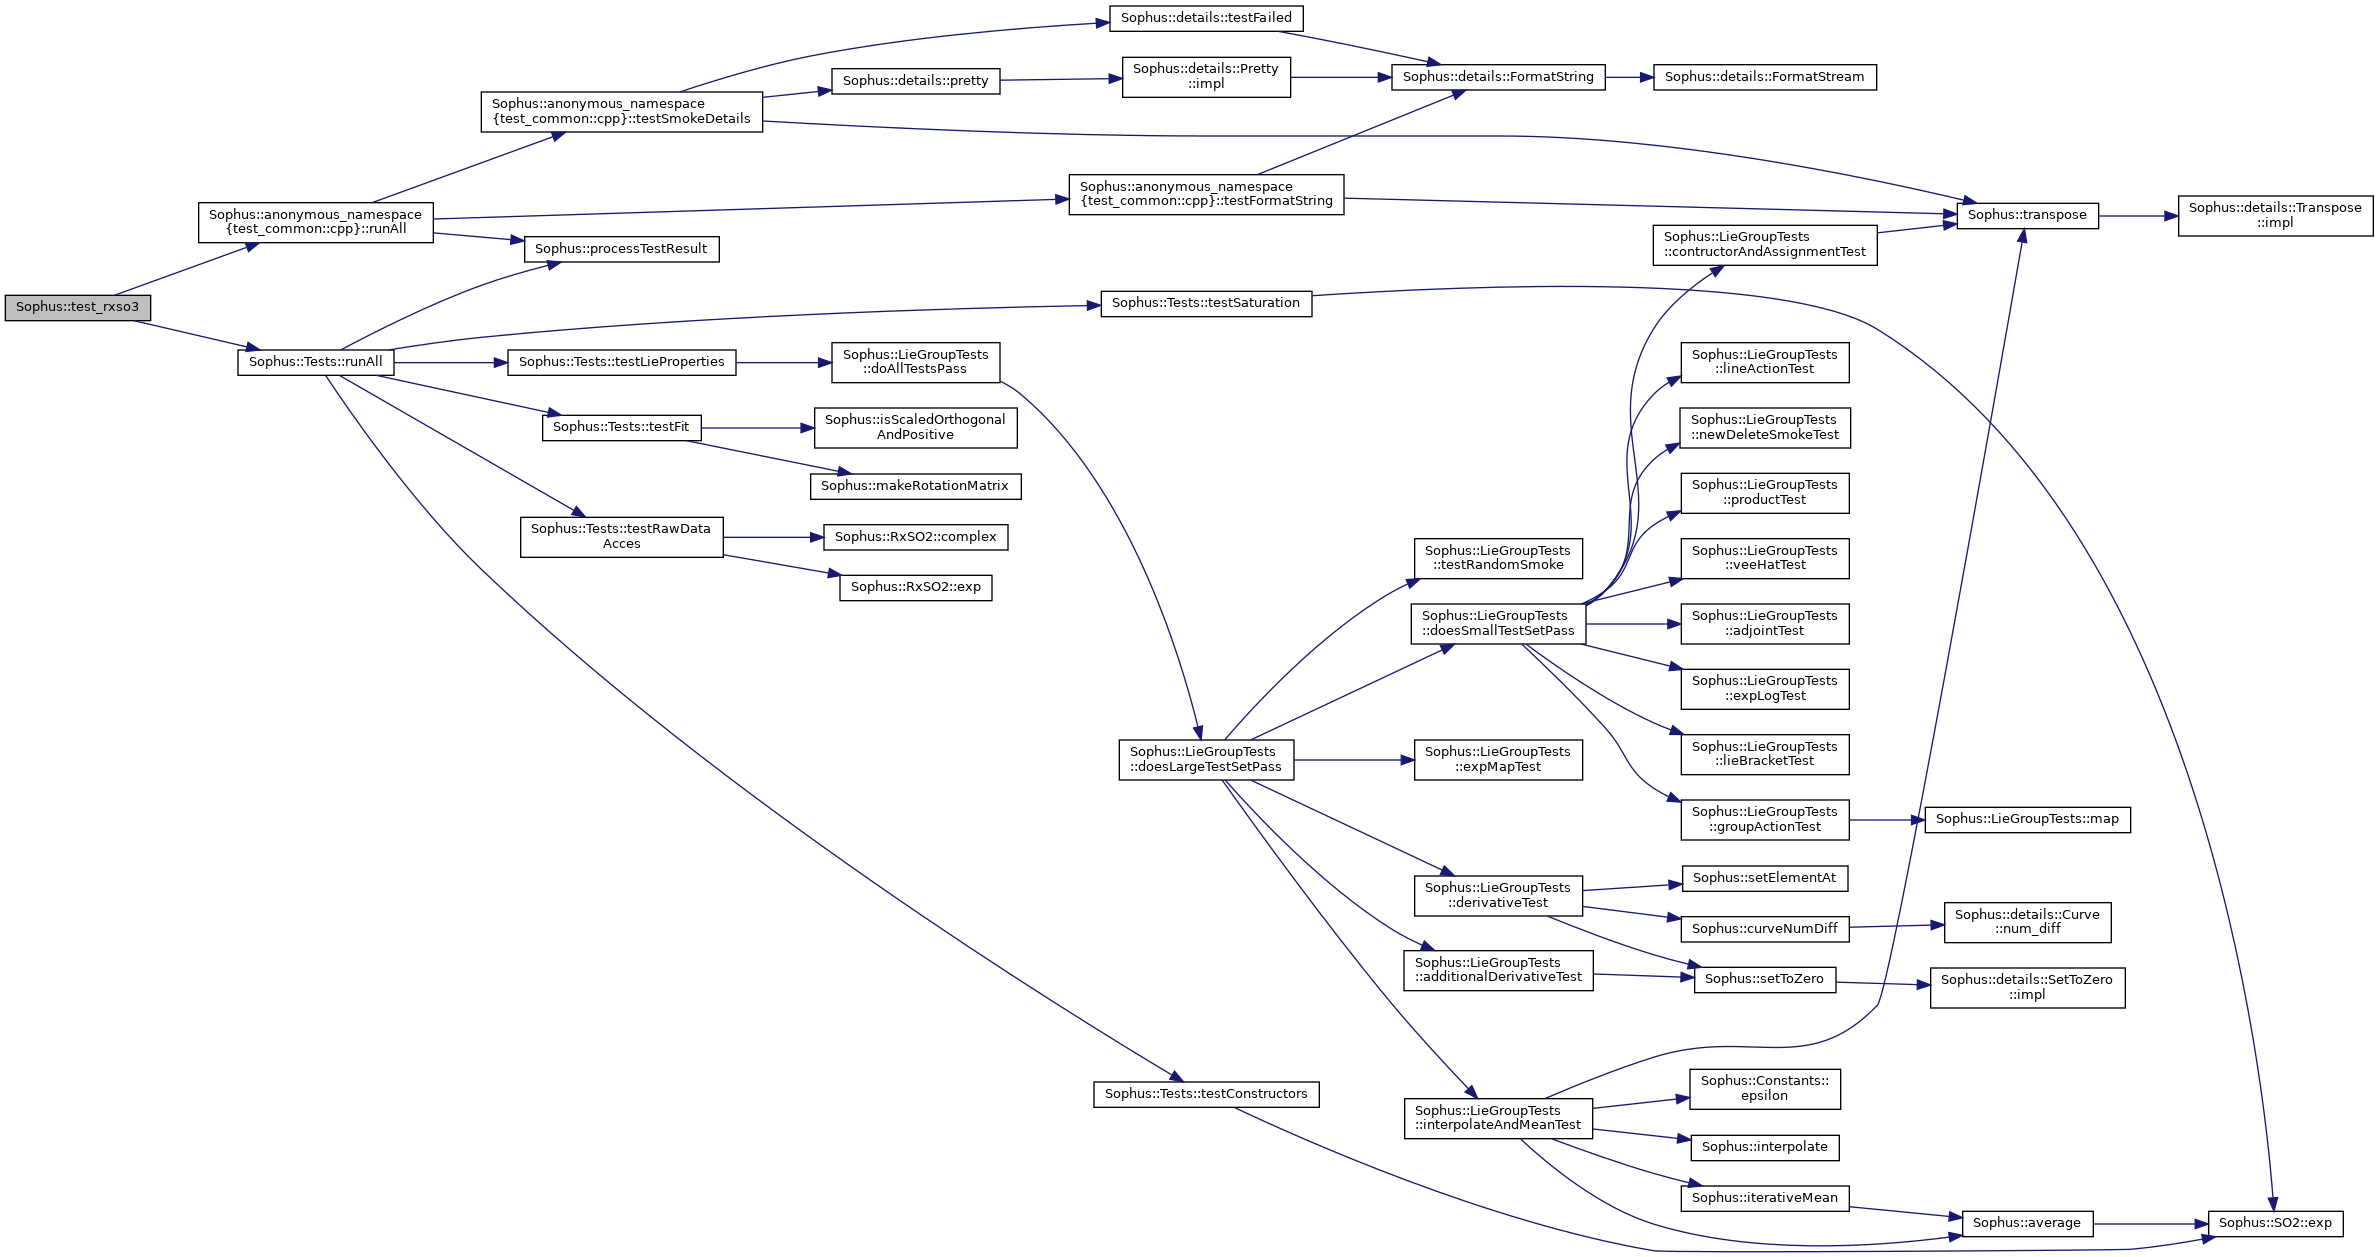 Sophus::test_rxso3
Sophus::anonymous_namespace
{test_common::cpp}::runAll
Sophus::Tests::runAll
Sophus::anonymous_namespace
{test_common::cpp}::testSmokeDetails
Sophus::processTestResult
Sophus::Tests::testLieProperties
Sophus::Tests::testFit
Sophus::Tests::testRawData
Acces
Sophus::details::pretty
Sophus::LieGroupTests
::doAllTestsPass
Sophus::isScaledOrthogonal
AndPositive
Sophus::makeRotationMatrix
Sophus::RxSO2::complex
Sophus::RxSO2::exp
Sophus::details::testFailed
Sophus::details::Pretty
::impl
Sophus::anonymous_namespace
{test_common::cpp}::testFormatString
Sophus::Tests::testSaturation
Sophus::LieGroupTests
::doesLargeTestSetPass
Sophus::Tests::testConstructors
Sophus::details::FormatString
Sophus::LieGroupTests
::testRandomSmoke
Sophus::LieGroupTests
::doesSmallTestSetPass
Sophus::LieGroupTests
::expMapTest
Sophus::LieGroupTests
::derivativeTest
Sophus::LieGroupTests
::additionalDerivativeTest
Sophus::LieGroupTests
::interpolateAndMeanTest
Sophus::details::FormatStream
Sophus::LieGroupTests
::contructorAndAssignmentTest
Sophus::LieGroupTests
::lineActionTest
Sophus::LieGroupTests
::newDeleteSmokeTest
Sophus::LieGroupTests
::productTest
Sophus::LieGroupTests
::veeHatTest
Sophus::LieGroupTests
::adjointTest
Sophus::LieGroupTests
::expLogTest
Sophus::LieGroupTests
::lieBracketTest
Sophus::LieGroupTests
::groupActionTest
Sophus::setElementAt
Sophus::curveNumDiff
Sophus::setToZero
Sophus::Constants::
epsilon
Sophus::interpolate
Sophus::iterativeMean
Sophus::transpose
Sophus::LieGroupTests::map
Sophus::details::Curve
::num_diff
Sophus::details::SetToZero
::impl
Sophus::average
Sophus::details::Transpose
::impl
Sophus::SO2::exp